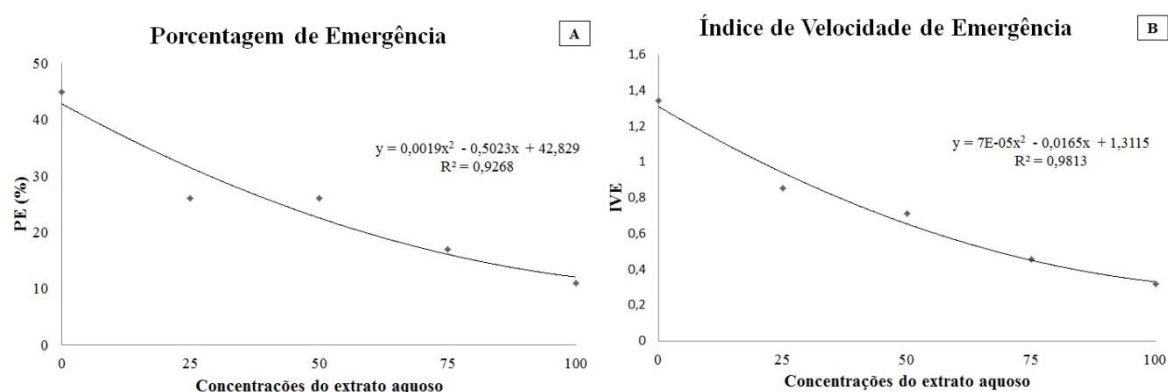 Porcentagem de Emergência
A
50
40
30
20
10
0
PE (%)
y = 0,0019x² - 0,5023x + 42,829
R² = 0,9268
0 25 50 75 100
Concentrações do extrato aquoso
Índice de Velocidade de Emergência
B
1,6
1,4
1,2
1
0,8
0,6
0,4
0,2
0
IVE
y = 7E-05x² - 0,0165x + 1,3115
R² = 0,9813
0 25 50 75 100
Concentrações do extrato aquoso